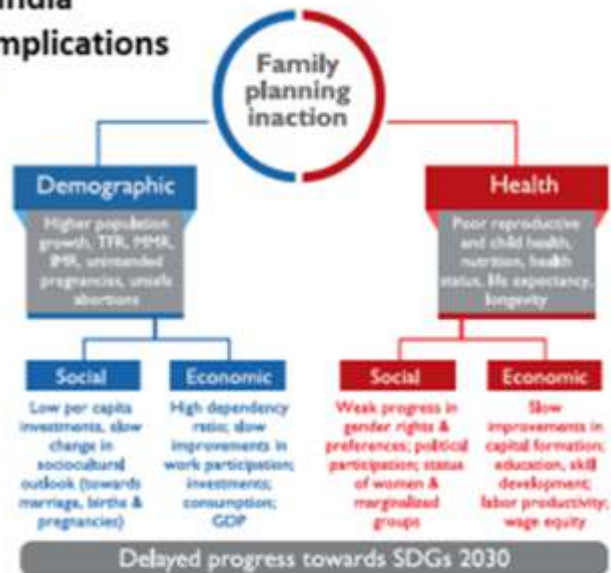 India
mplications
Family
planning
inaction
Demographic
Higher population
growth, TFR, MMR,
IMR, unintended
pregnancies, unsafe
abortions
Health
Poor reproductive
and child health,
nutrition, health
status, life expectancy,
longevity
Social
Low per capita
investments, slow
change in
sociocultural
outlook (towards
marriage, births &
pregnancies)
Economic
High dependency
ratio; slow
improvements in
work participation;
investments;
consumption;
GDP
Social
Weak progress in
gender rights &
preferences; political
participation; status
of women &
marginalized
groups
Economic
Slow
improvements in
capital formation;
education, skill
development;
labor productivity;
wage equity
Delayed progress towards SDGs 2030